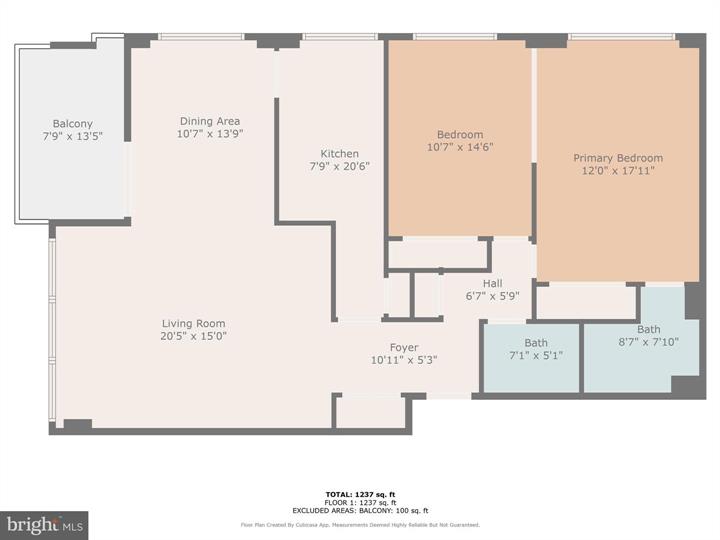 Balcony
7'9" x 13'5"
Dining Area
10'7" x 13'9"
Kitchen
7'9" x 20'6"
Bedroom
10'7" x 14'6"
Primary Bedroom
12'0" x 17'11"
Hall
6'7" x 5'9"
Living Room
20'5" x 15'0"
Foyer
10'11" x 5'3"
Bath
7'1" x 5'1"
Bath
8'7" x 7'10"
TOTAL: 1237 sq. ft
FLOOR 1: 1237 sq. ft
EXCLUDED AREAS: BALCONY: 100 sq. ft
Floor Plan Created By Cubicasa App. Measurements Deemed Highly Reliable But Not Guaranteed.
bright MLS